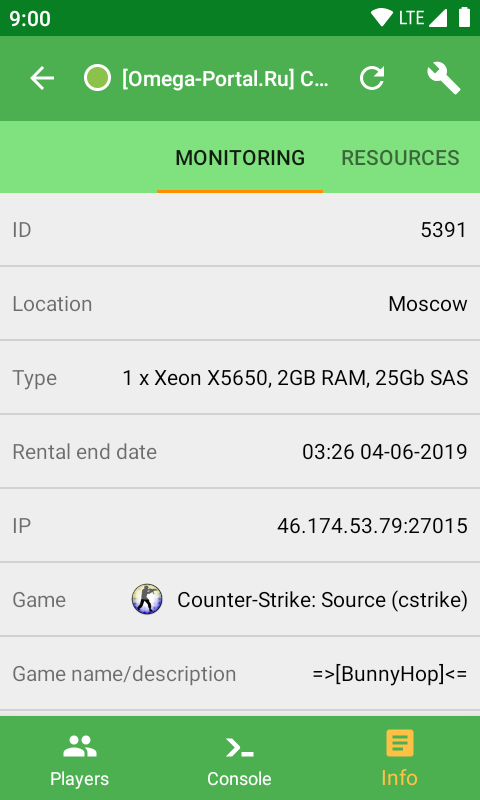 9:00 LTE
[Omega-Portal.Ru] C...
MONITORING RESOURCES
ID 5391
Location Moscow
Type 1 x Xeon X5650, 2GB RAM, 25Gb SAS
Rental end date 03:26 04-06-2019
IP 46.174.53.79:27015
Game Counter-Strike: Source (cstrike)
Game name/description =>[BunnyHop]<=
Players Console Info